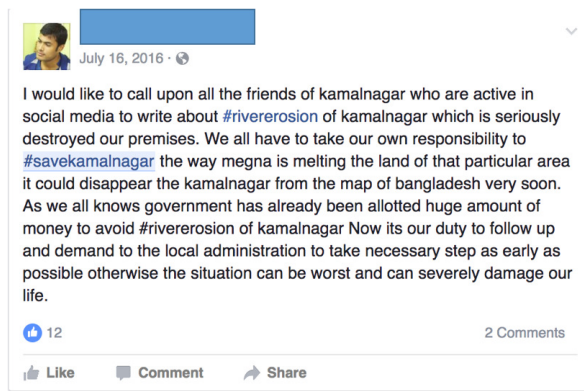 July 16, 2016 ·
I would like to call upon all the friends of kamalnagar who are active in
social media to write about #rivererosion of kamalnagar which is seriously
destroyed our premises. We all have to take our own responsibility to
#savekamalnagar the way megna is melting the land of that particular area
it could disappear the kamalnagar from the map of bangladesh very soon.
As we all knows government has already been allotted huge amount of
money to avoid #rivererosion of kamalnagar Now its our duty to follow up
and demand to the local administration to take necessary step as early as
possible otherwise the situation can be worst and can severely damage our
life.
12 2 Comments
Like Comment Share